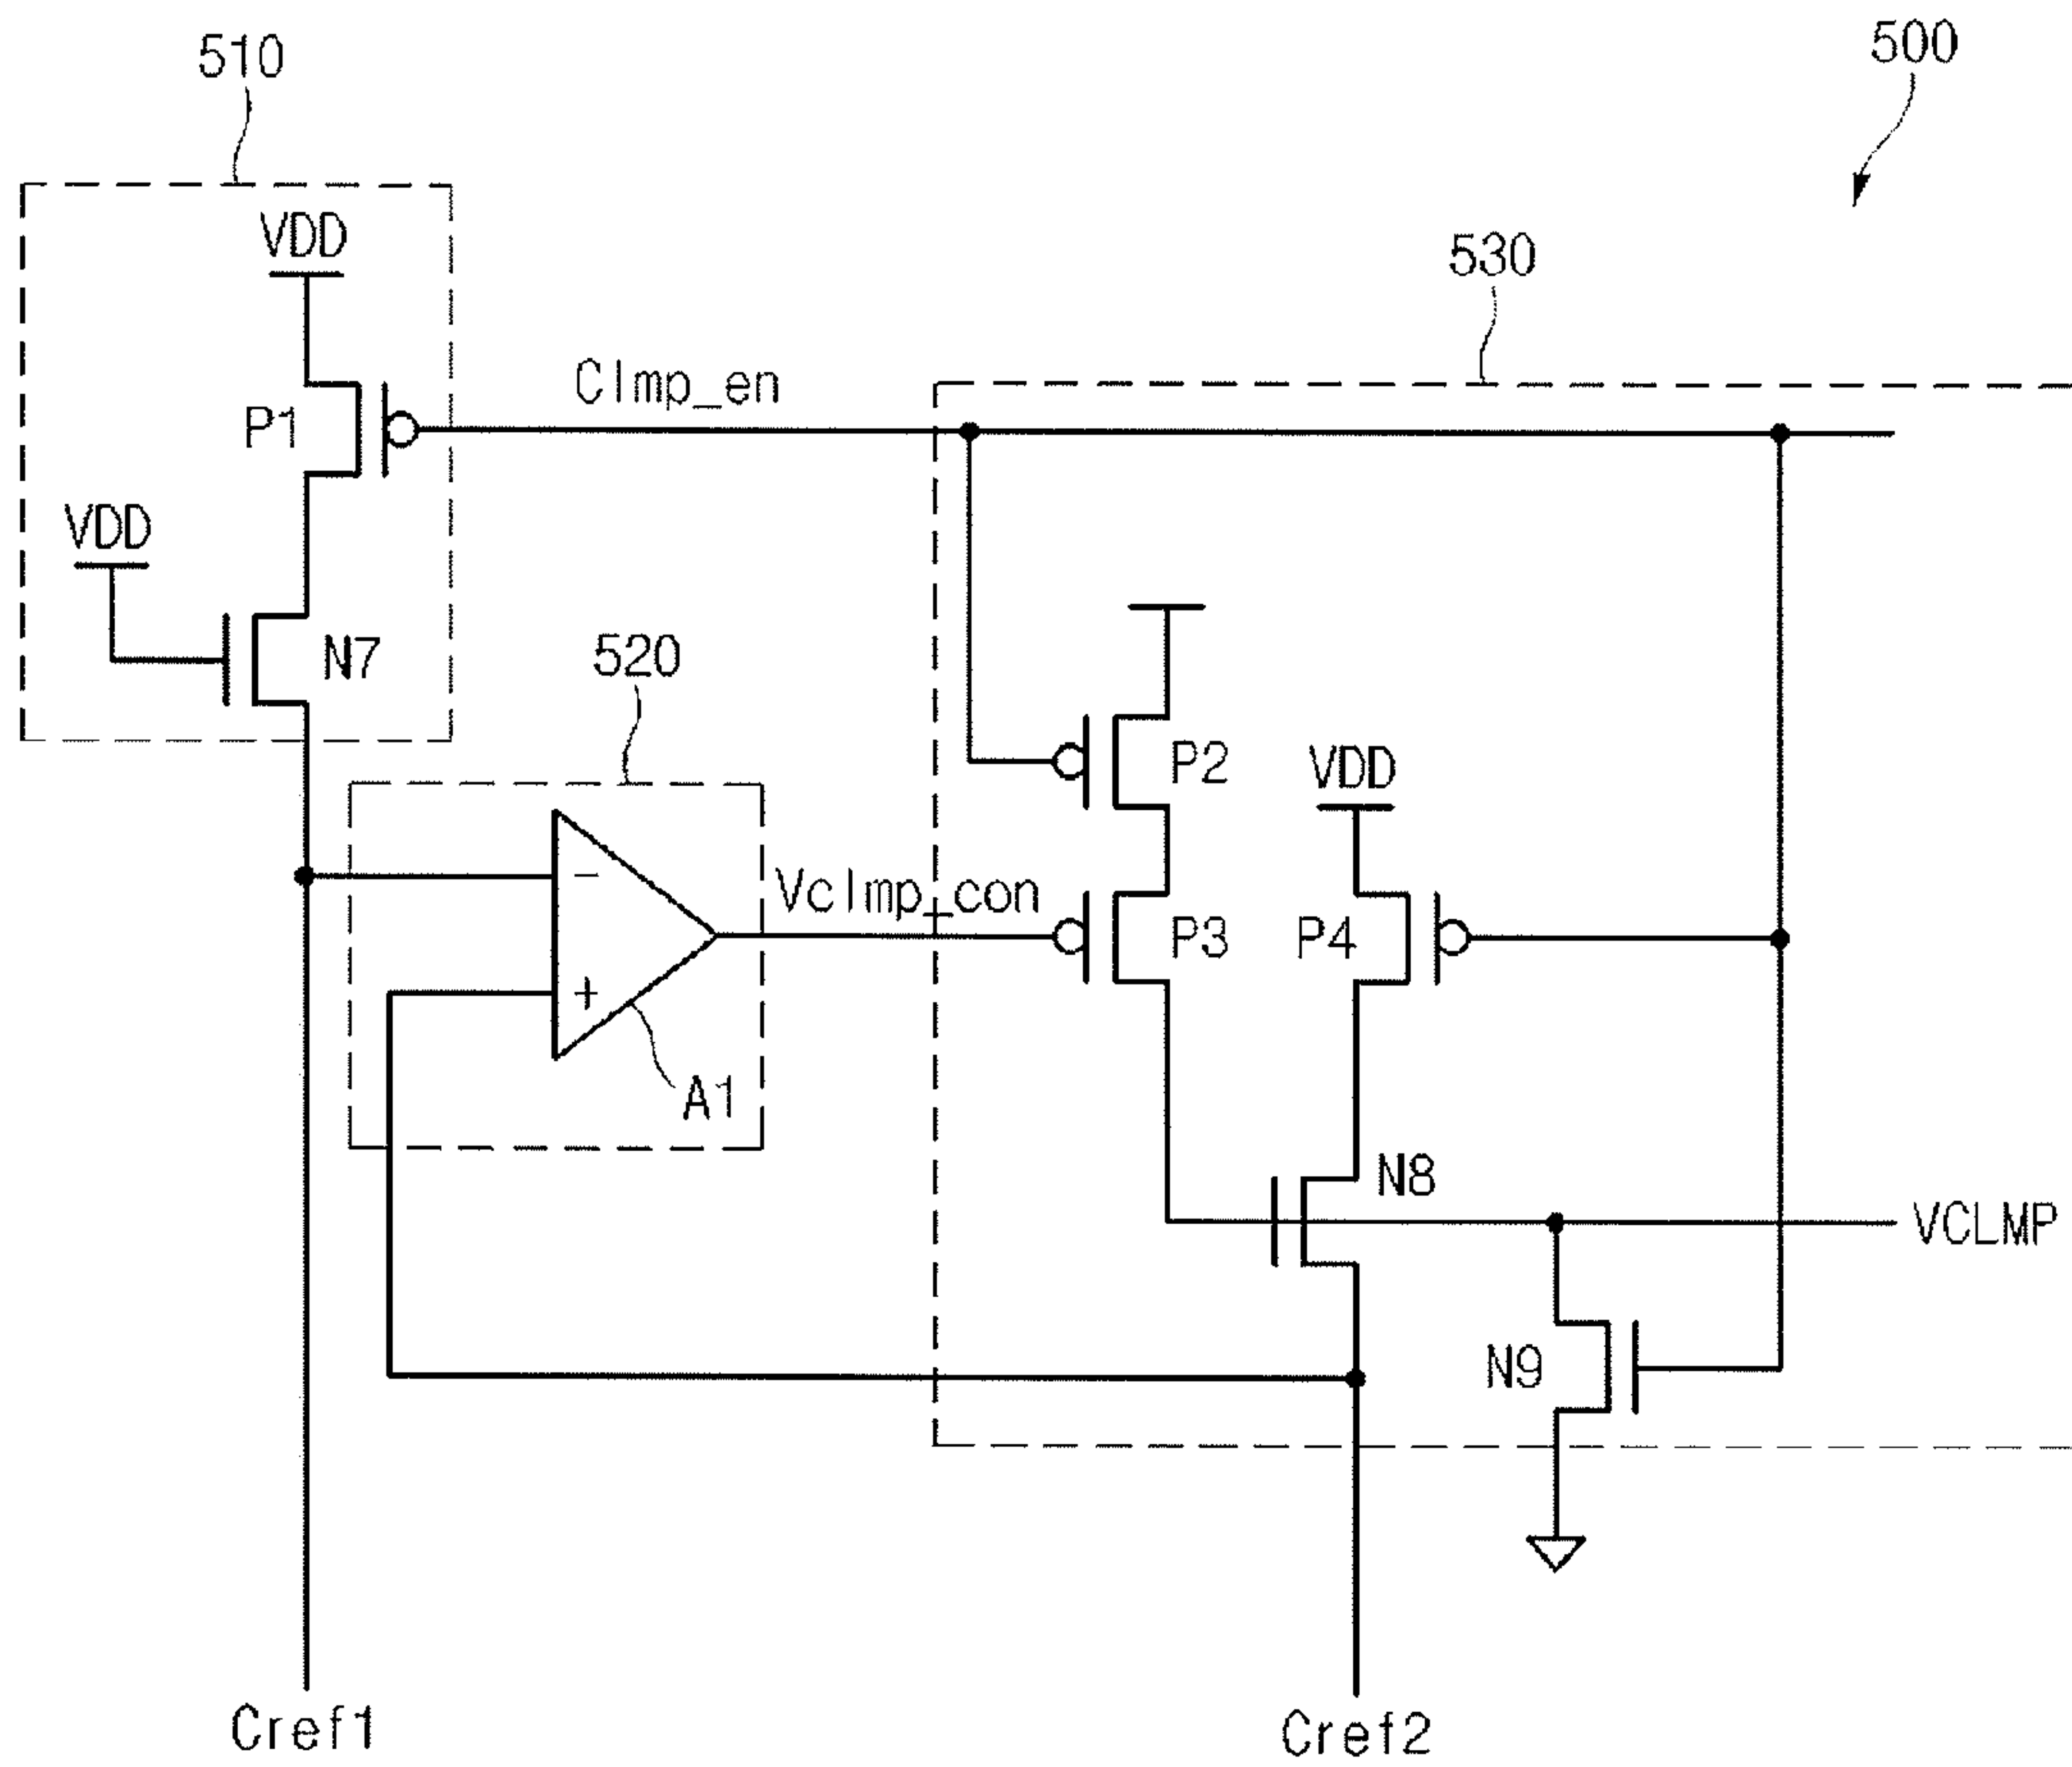 510
500
VDD
530
Clmp_en
P1
VDD
N7
520
P2
VDD
-
Vclmp_con
P3
P4
+
A1
N8
VCLMP
N9
Cref1
Cref2